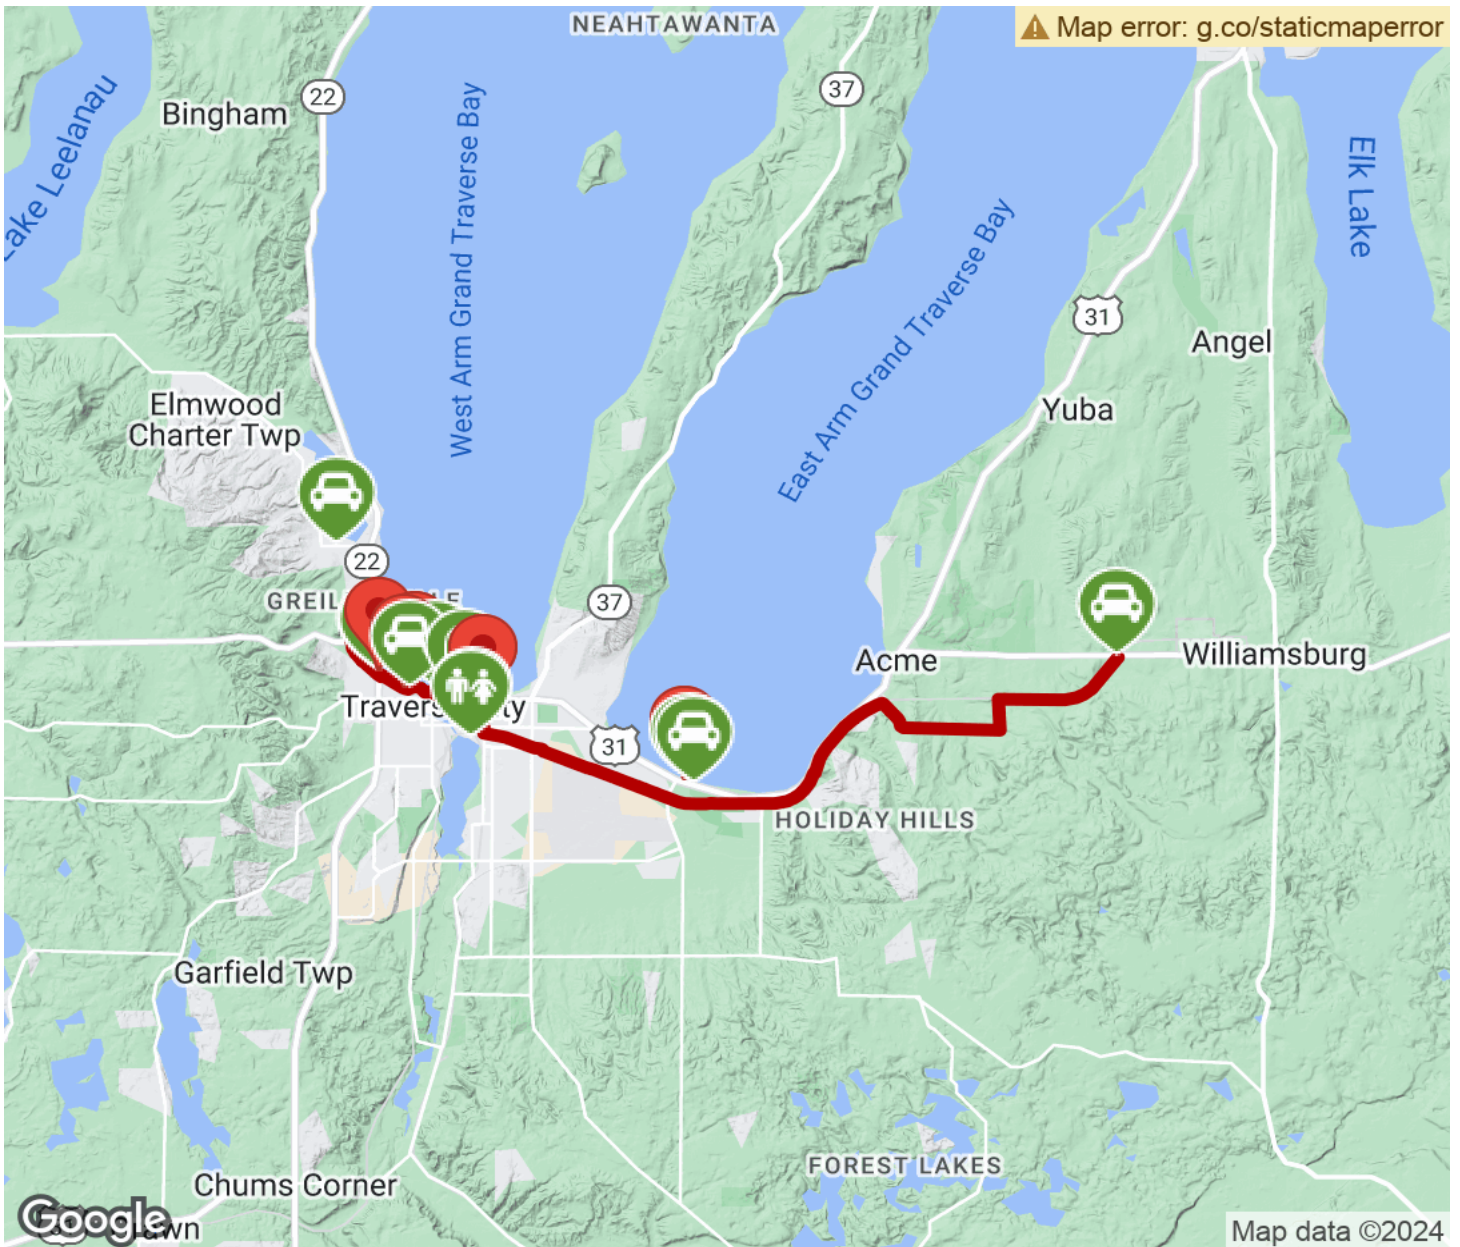 NEAHTAWANTA
Map error: g.co/staticmaperror
22
37
Bingham
Lake Leelanau
West Arm Grand Traverse Bay
Elk Lake
East Arm Grand Traverse Bay
31
Angel
Elmwood
Charter Twp
Yuba
22
GREIL
37
Acme
Williamsburg
31
HOLIDAY HILLS
Garfield Twp
FOREST LAKES
Chums Corner
Google
Map data ©2024